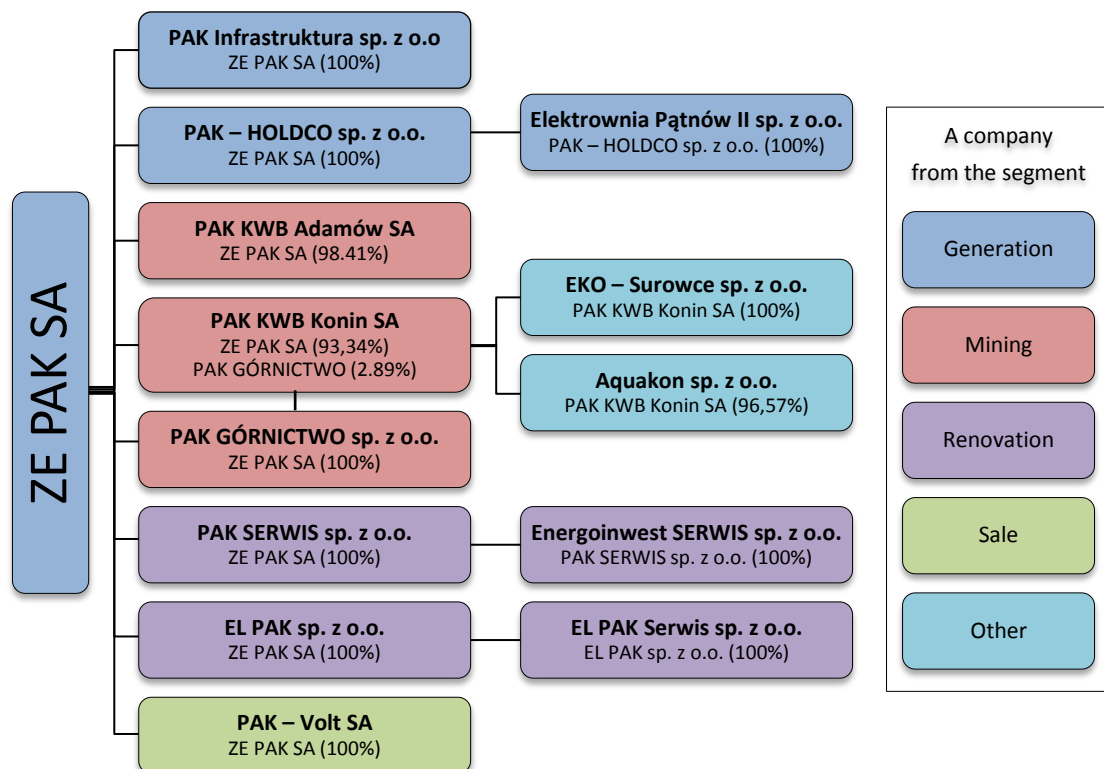 ZE PAK SA
PAK Infrastruktura sp. z o.o
ZE PAK SA (100%)
PAK – HOLDCO sp. z o.o.
ZE PAK SA (100%)
Elektrownia Pątnów II sp. z o.o.
PAK – HOLDCO sp. z o.o. (100%)
PAK KWB Adamów SA
ZE PAK SA (98.41%)
PAK KWB Konin SA
ZE PAK SA (93,34%)
PAK GÓRNICTWO (2.89%)
EKO – Surowce sp. z o.o.
PAK KWB Konin SA (100%)
Aquakon sp. z o.o.
PAK KWB Konin SA (96,57%)
PAK GÓRNICTWO sp. z o.o.
ZE PAK SA (100%)
PAK SERWIS sp. z o.o.
ZE PAK SA (100%)
Energoinwest SERWIS sp. z o.o.
PAK SERWIS sp. z o.o. (100%)
EL PAK sp. z o.o.
ZE PAK SA (100%)
EL PAK Serwis sp. z o.o.
EL PAK sp. z o.o. (100%)
PAK – Volt SA
ZE PAK SA (100%)
A company
from the segment
Generation
Mining
Renovation
Sale
Other